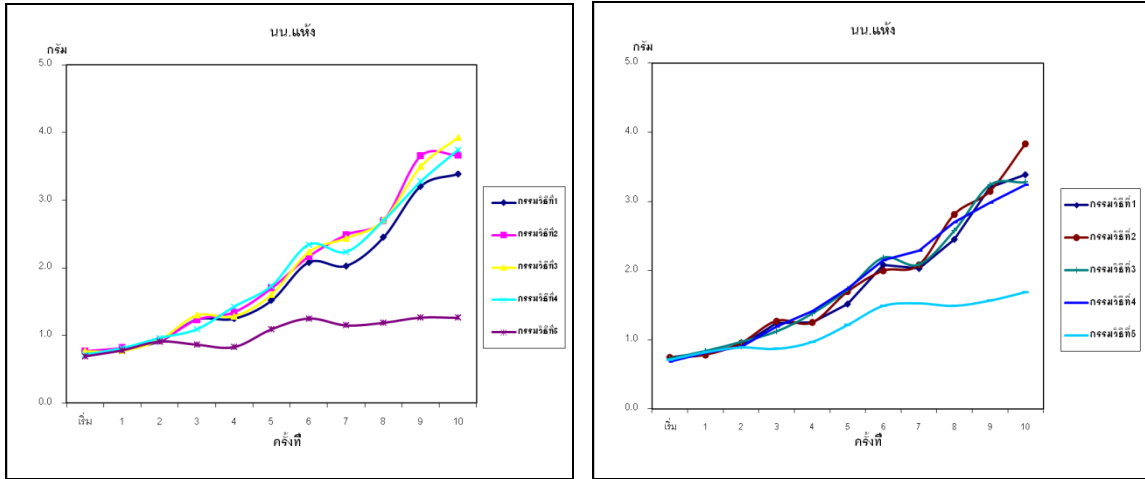 นน.แห้ง
กรัม
5.0
4.0
3.0
2.0
1.0
0.0
เริ่ม 1 2 3 4 5 6 7 8 9 10
ครั้งที่
กรรมวิธีที่1
กรรมวิธีที่2
กรรมวิธีที่3
กรรมวิธีที่4
กรรมวิธีที่5
นน.แห้ง
กรัม
5.0
4.0
3.0
2.0
1.0
0.0
เริ่ม 1 2 3 4 5 6 7 8 9 10
ครั้งที่
กรรมวิธีที่1
กรรมวิธีที่2
กรรมวิธีที่3
กรรมวิธีที่4
กรรมวิธีที่5